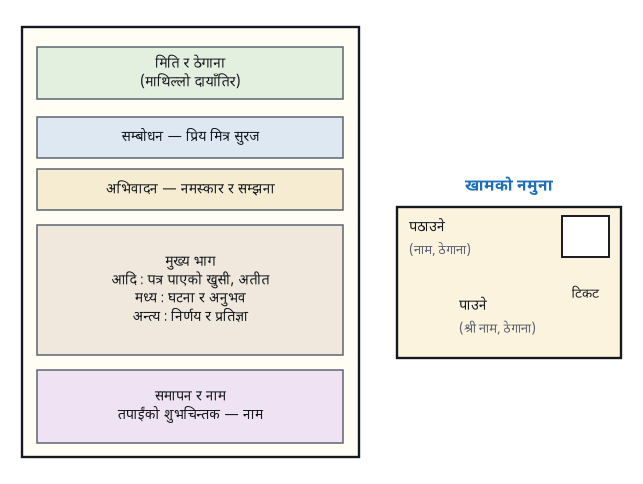 मिति र ठेगाना
(माथिल्लो दायाँतिर)
सम्बोधन — प्रिय मित्र सुरज
अभिवादन — नमस्कार र सम्झना
मुख्य भाग
आदि : पत्र पाएको खुसी, अतीत
मध्य : घटना र अनुभव
अन्त्य : निर्णय र प्रतिज्ञा
समापन र नाम
तपाईंको शुभचिन्तक — नाम
खामको नमुना
पठाउने
(नाम, ठेगाना)
टिकट
पाउने
(श्री नाम, ठेगाना)